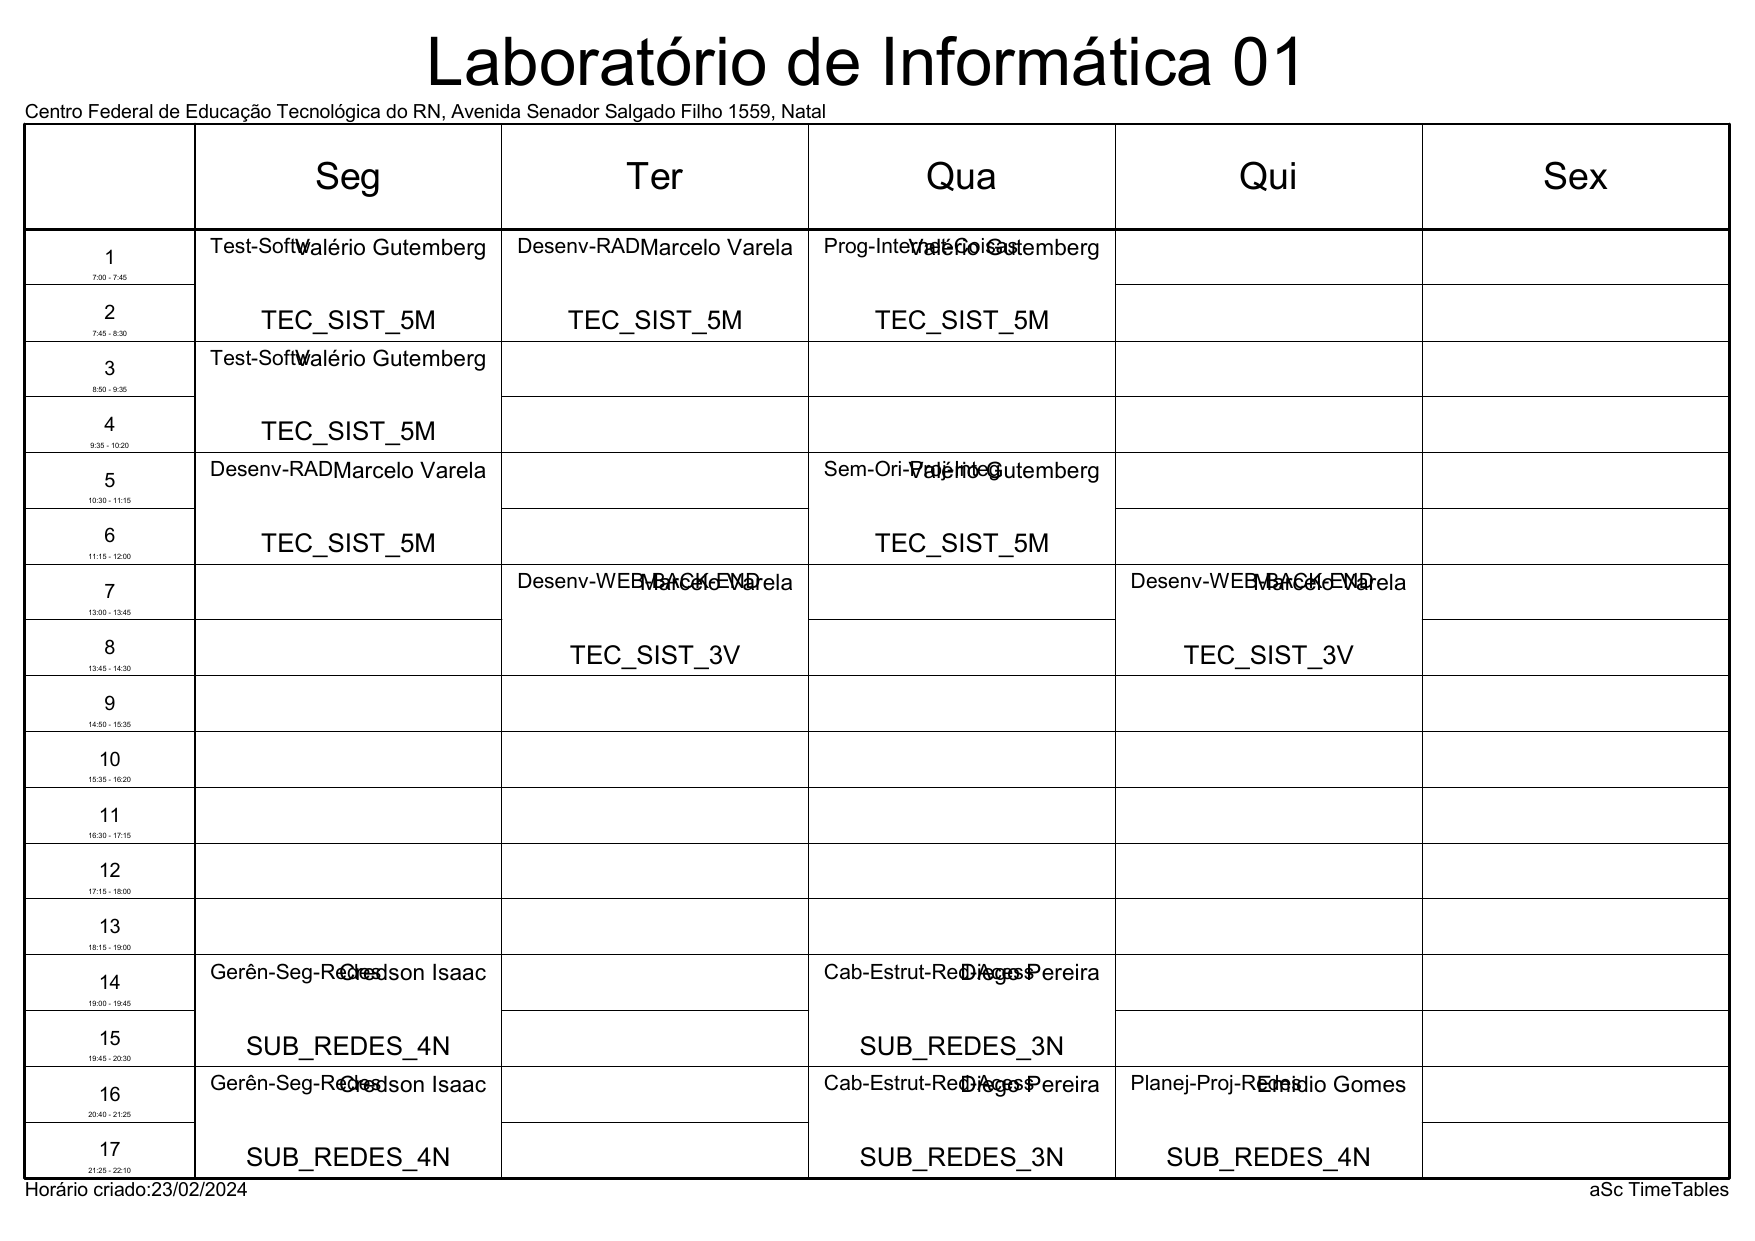 Laboratório de Informática 01
Centro Federal de Educação Tecnológica do RN, Avenida Senador Salgado Filho 1559, Natal
Seg Ter Qua Qui Sex
1
7:00 - 7:45
Test-Softw Valério Gutemberg
Desenv-RAD Marcelo Varela
Prog-Internet-Coisas Valério Gutemberg
2
7:45 - 8:30
TEC_SIST_5M TEC_SIST_5M TEC_SIST_5M
3
8:50 - 9:35
Test-Softw Valério Gutemberg
4
9:35 - 10:20
TEC_SIST_5M
5
10:30 - 11:15
Desenv-RAD Marcelo Varela
Sem-Ori-Proj-Integ Valério Gutemberg
6
11:15 - 12:00
TEC_SIST_5M TEC_SIST_5M
7
13:00 - 13:45
Desenv-WEB-BACK-END Marcelo Varela
Desenv-WEB-BACK-END Marcelo Varela
8
13:45 - 14:30
TEC_SIST_3V TEC_SIST_3V
9
14:50 - 15:35
10
15:35 - 16:20
11
16:30 - 17:15
12
17:15 - 18:00
13
18:15 - 19:00
14
19:00 - 19:45
Gerên-Seg-Redes Credson Isaac
Cab-Estrut-Red-Acess Diego Pereira
15
19:45 - 20:30
SUB_REDES_4N SUB_REDES_3N
16
20:40 - 21:25
Gerên-Seg-Redes Credson Isaac
Cab-Estrut-Red-Acess Diego Pereira
Planej-Proj-Redes Emidio Gomes
17
21:25 - 22:10
SUB_REDES_4N SUB_REDES_3N SUB_REDES_4N
Horário criado:23/02/2024 aSc TimeTables